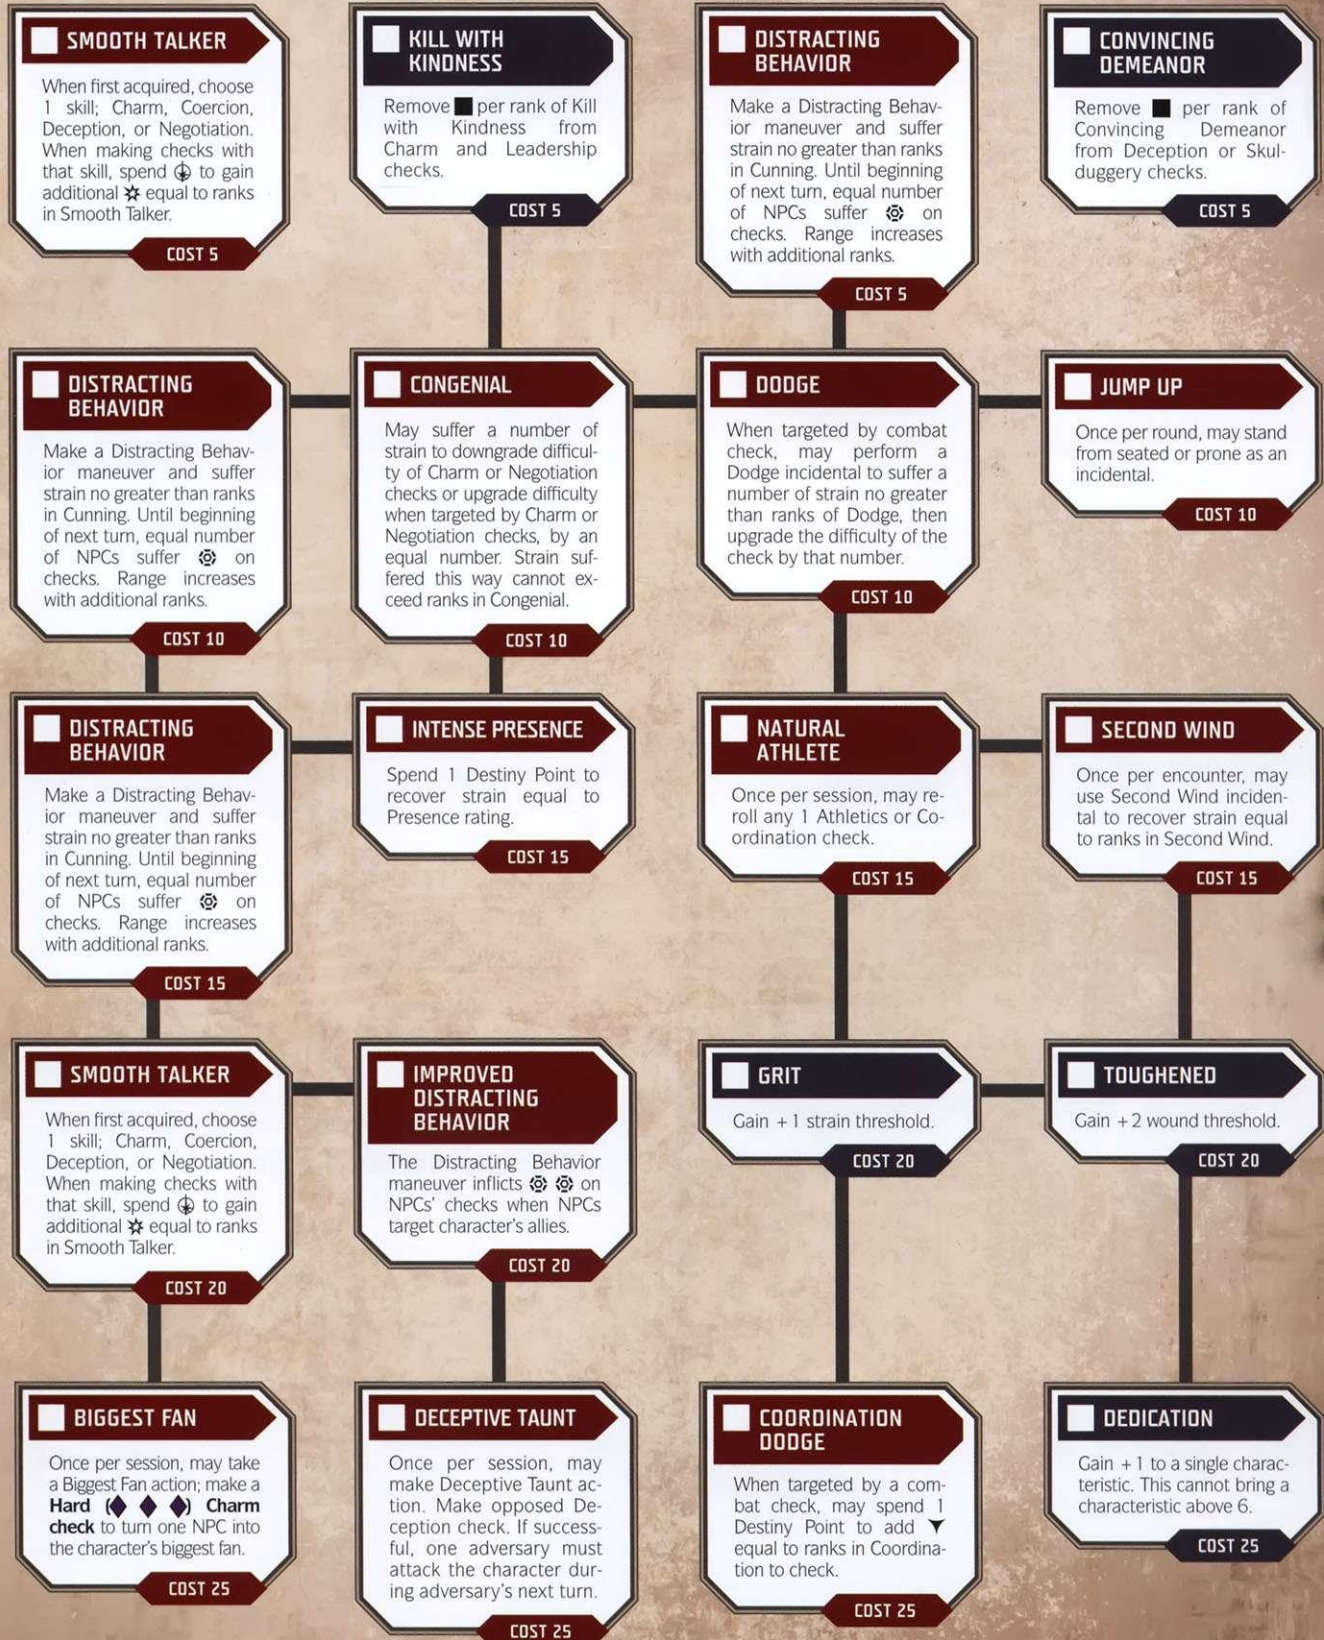 SMOOTH TALKER
When first acquired, choose
1 skill; Charm, Coercion,
Deception, or Negotiation.
When making checks with
that skill, spend to gain
additional equal to ranks
in Smooth Talker.
COST 5
KILL WITH
KINDNESS
Remove ■ per rank of Kill
with Kindness from
Charm and Leadership
checks.
COST 5
DISTRACTING
BEHAVIOR
Make a Distracting Behav-
ior maneuver and suffer
strain no greater than ranks
in Cunning. Until beginning
of next turn, equal number
of NPCs suffer on
checks. Range increases
with additional ranks.
COST 5
CONVINCING
DEMEANOR
Remove ■ per rank of
Convincing Demeanor
from Deception or Skul-
duggery checks.
COST 5
DISTRACTING
BEHAVIOR
Make a Distracting Behav-
ior maneuver and suffer
strain no greater than ranks
in Cunning. Until beginning
of next turn, equal number
of NPCs suffer on
checks. Range increases
with additional ranks.
COST 10
CONGENIAL
May suffer a number of
strain to downgrade difficul-
ty of Charm or Negotiation
checks or upgrade difficulty
when targeted by Charm or
Negotiation checks, by an
equal number. Strain suf-
fered this way cannot ex-
ceed ranks in Congenial.
COST 10
DODGE
When targeted by combat
check, may perform a
Dodge incidental to suffer a
number of strain no greater
than ranks of Dodge, then
upgrade the difficulty of the
check by that number.
COST 10
JUMP UP
Once per round, may stand
from seated or prone as an
incidental.
COST 10
DISTRACTING
BEHAVIOR
Make a Distracting Behav-
ior maneuver and suffer
strain no greater than ranks
in Cunning. Until beginning
of next turn, equal number
of NPCs suffer on
checks. Range increases
with additional ranks.
COST 15
INTENSE PRESENCE
Spend 1 Destiny Point to
recover strain equal to
Presence rating.
COST 15
NATURAL
ATHLETE
Once per session, may re-
roll any 1 Athletics or Co-
ordination check.
COST 15
SECOND WIND
Once per encounter, may
use Second Wind inciden-
tal to recover strain equal
to ranks in Second Wind.
COST 15
SMOOTH TALKER
When first acquired, choose
1 skill; Charm, Coercion,
Deception, or Negotiation.
When making checks with
that skill, spend to gain
additional equal to ranks
in Smooth Talker.
COST 20
IMPROVED
DISTRACTING
BEHAVIOR
The Distracting Behavior
maneuver inflicts on
NPCs' checks when NPCs
target character's allies.
COST 20
GRIT
Gain +1 strain threshold.
COST 20
TOUGHENED
Gain +2 wound threshold.
COST 20
BIGGEST FAN
Once per session, may take
a Biggest Fan action; make a
Hard (◆ ◆ ◆) Charm
check to turn one NPC into
the character's biggest fan.
COST 25
DECEPTIVE TAUNT
Once per session, may
make Deceptive Taunt ac-
tion. Make opposed De-
ception check. If success-
ful, one adversary must
attack the character dur-
ing adversary's next turn.
COST 25
COORDINATION
DODGE
When targeted by a com-
bat check, may spend 1
Destiny Point to add
equal to ranks in Coordina-
tion to check.
COST 25
DEDICATION
Gain +1 to a single charac-
teristic. This cannot bring a
characteristic above 6.
COST 25